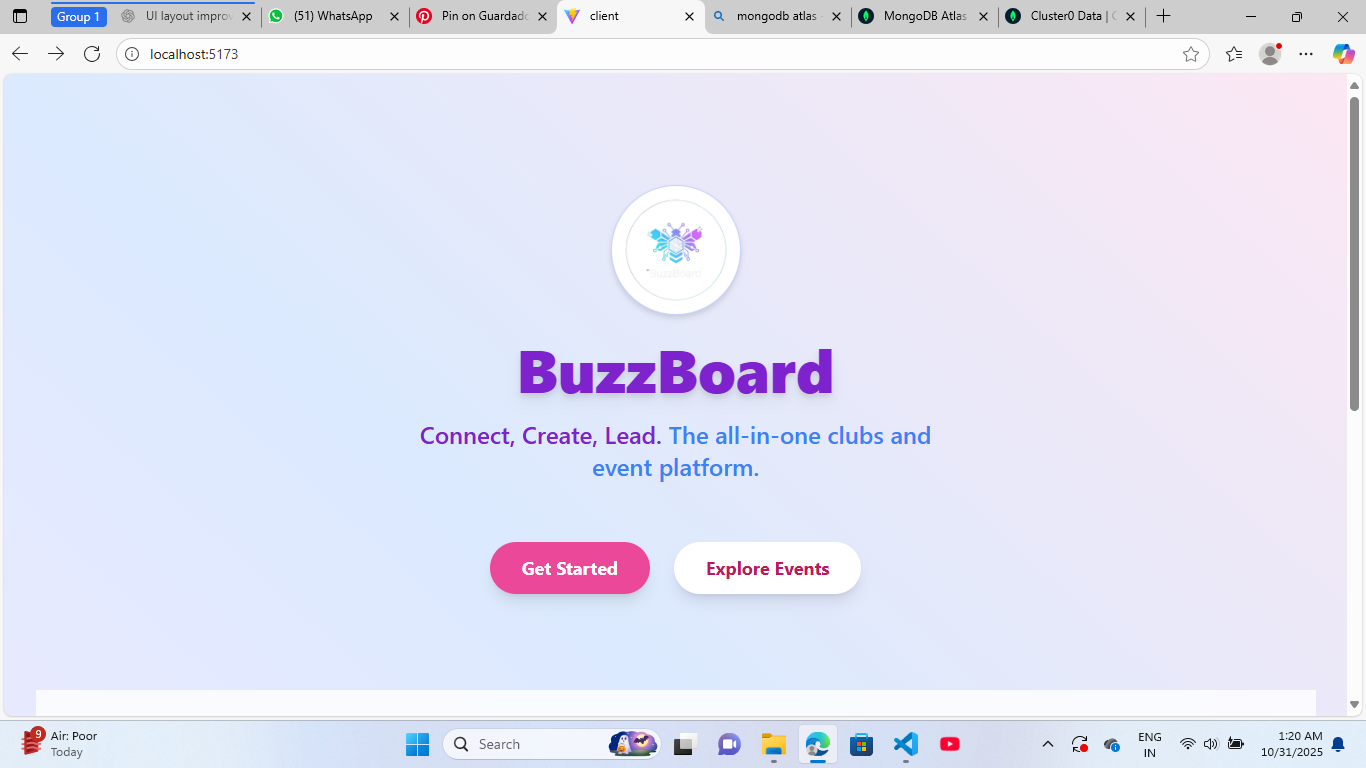 Group 1
UI layout improv
(51) WhatsApp
Pin on Guardado
client
mongodb atlas -
MongoDB Atlas
Cluster0 Data | C
localhost:5173
BuzzBoard
BuzzBoard
Connect, Create, Lead. The all-in-one clubs and
event platform.
Get Started
Explore Events
9
Air: Poor
Today
Search
ENG
IN
1:20 AM
10/31/2025